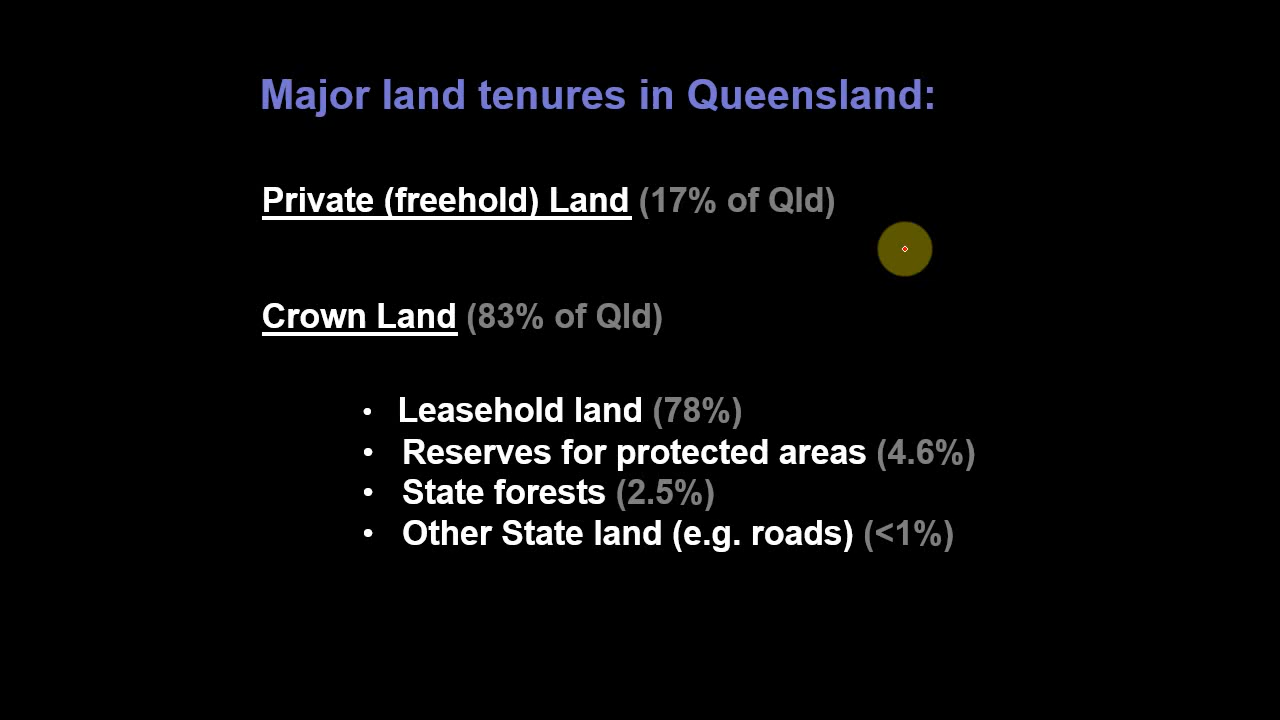 Major land tenures in Queensland:
Private (freehold) Land (17% of Qld)
Crown Land (83% of Qld)
• Leasehold land (78%)
• Reserves for protected areas (4.6%)
• State forests (2.5%)
• Other State land (e.g. roads) (<1%)